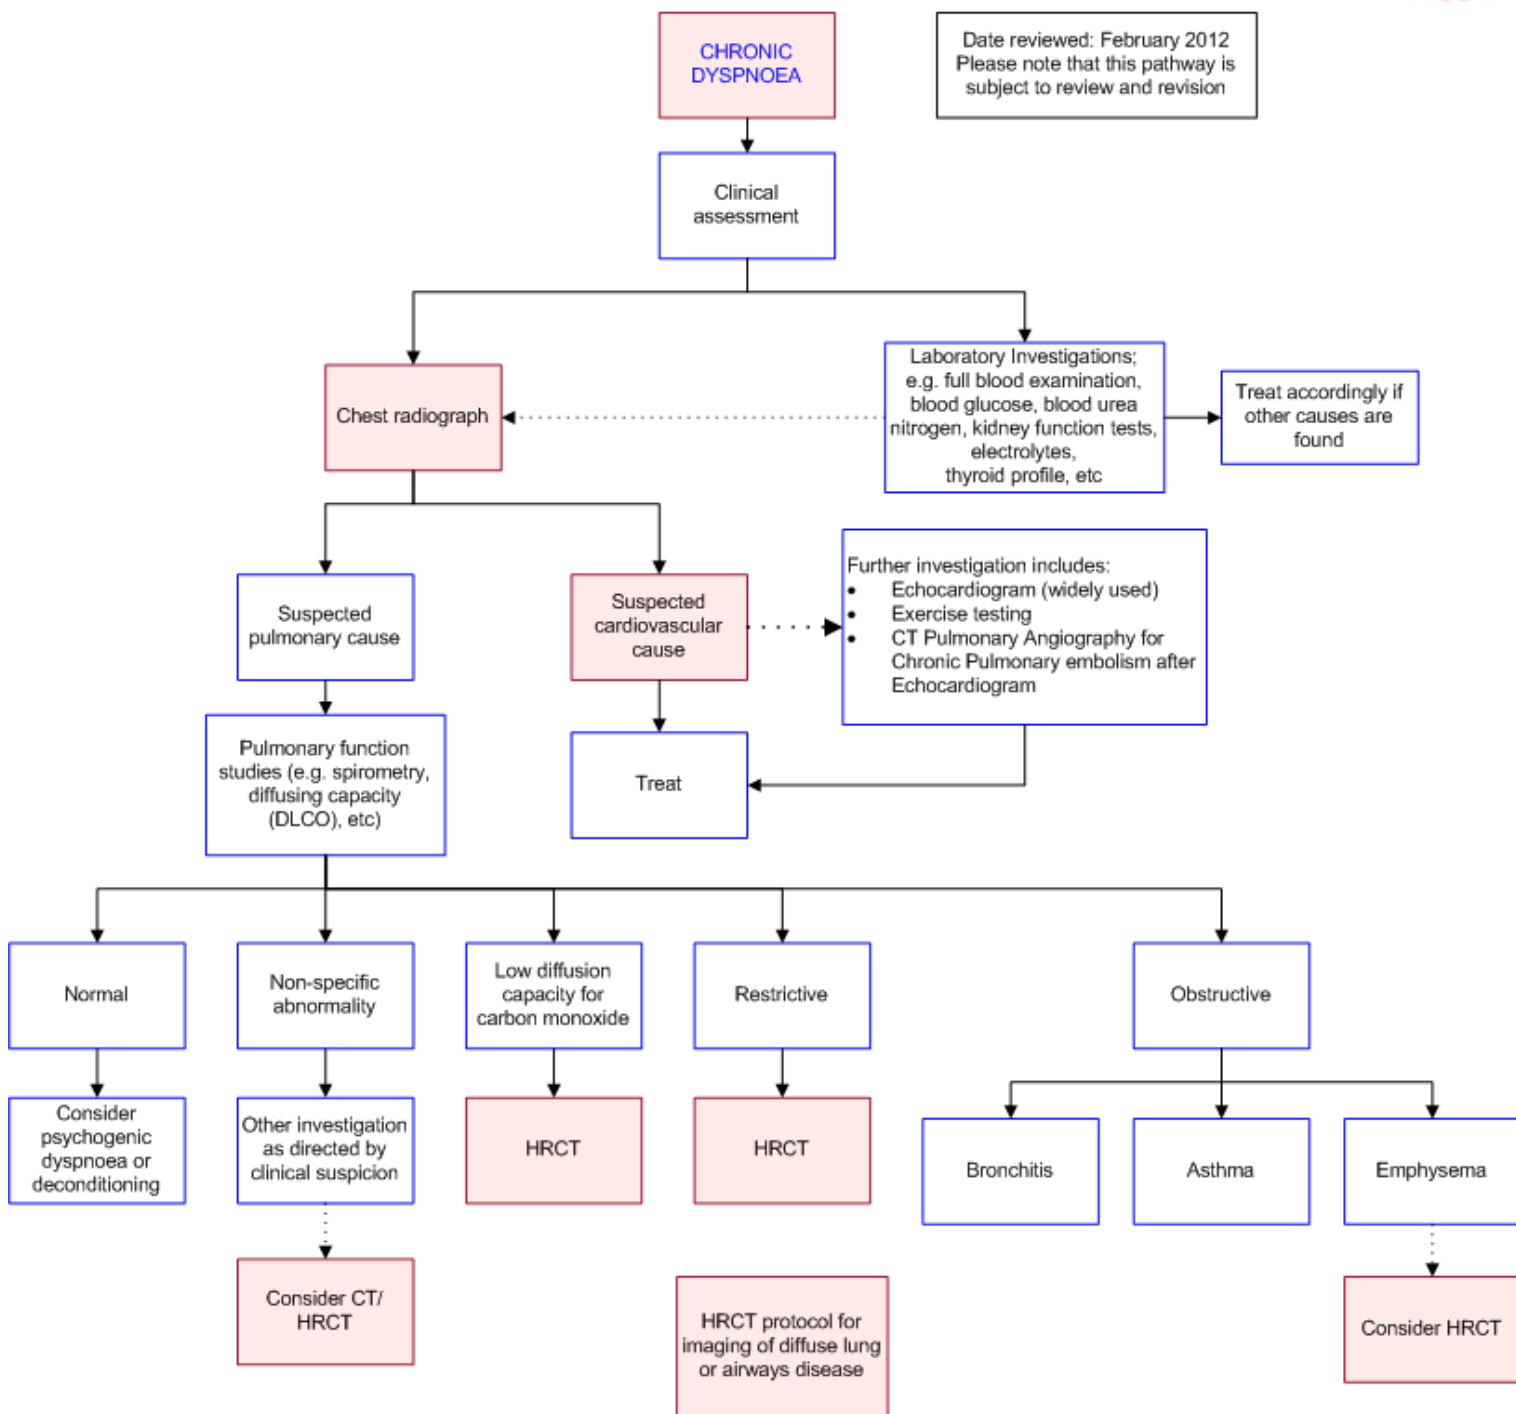 CHRONIC
DYSPNOEA
Date reviewed: February 2012
Please note that this pathway is
subject to review and revision
Clinical
assessment
Chest radiograph
Laboratory Investigations;
e.g. full blood examination,
blood glucose, blood urea
nitrogen, kidney function tests,
electrolytes,
thyroid profile, etc
Treat accordingly if
other causes are
found
Suspected
pulmonary cause
Suspected
cardiovascular
cause
Further investigation includes:
• Echocardiogram (widely used)
• Exercise testing
• CT Pulmonary Angiography for
Chronic Pulmonary embolism after
Echocardiogram
Pulmonary function
studies (e.g. spirometry,
diffusing capacity
(DLCO), etc)
Treat
Normal
Non-specific
abnormality
Low diffusion
capacity for
carbon monoxide
Restrictive
Obstructive
Consider
psychogenic
dyspnoea or
deconditioning
Other investigation
as directed by
clinical suspicion
HRCT
HRCT
Bronchitis
Asthma
Emphysema
Consider CT/
HRCT
HRCT protocol for
imaging of diffuse lung
or airways disease
Consider HRCT